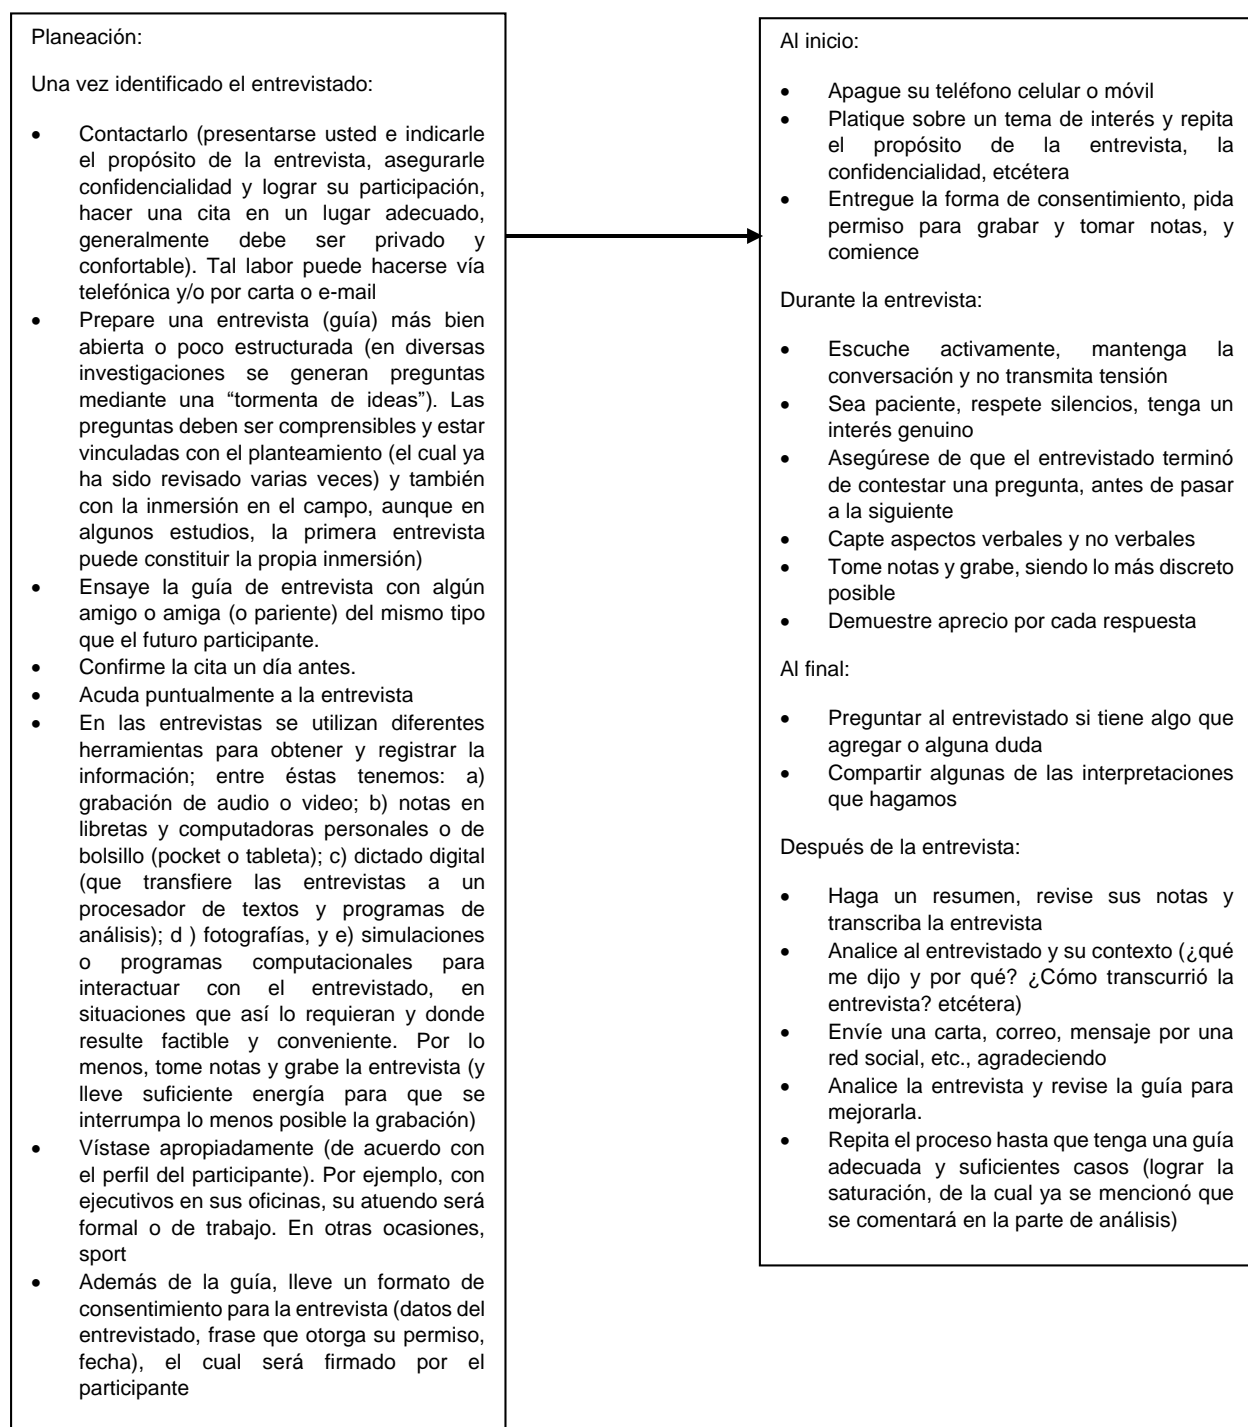 Planeación:
Una vez identificado el entrevistado:
• Contactarlo (presentarse usted e indicarle
el propósito de la entrevista, asegurarle
confidencialidad y lograr su participación,
hacer una cita en un lugar adecuado,
generalmente debe ser privado y
confortable). Tal labor puede hacerse vía
telefónica y/o por carta o e-mail
• Prepare una entrevista (guía) más bien
abierta o poco estructurada (en diversas
investigaciones se generan preguntas
mediante una “tormenta de ideas”). Las
preguntas deben ser comprensibles y estar
vinculadas con el planteamiento (el cual ya
ha sido revisado varias veces) y también
con la inmersión en el campo, aunque en
algunos estudios, la primera entrevista
puede constituir la propia inmersión)
• Ensaye la guía de entrevista con algún
amigo o amiga (o pariente) del mismo tipo
que el futuro participante.
• Confirme la cita un día antes.
• Acuda puntualmente a la entrevista
• En las entrevistas se utilizan diferentes
herramientas para obtener y registrar la
información; entre éstas tenemos: a)
grabación de audio o video; b) notas en
libretas y computadoras personales o de
bolsillo (pocket o tableta); c) dictado digital
(que transfiere las entrevistas a un
procesador de textos y programas de
análisis); d ) fotografías, y e) simulaciones
o programas computacionales para
interactuar con el entrevistado, en
situaciones que así lo requieran y donde
resulte factible y conveniente. Por lo
menos, tome notas y grabe la entrevista (y
lleve suficiente energía para que se
interrumpa lo menos posible la grabación)
• Vístase apropiadamente (de acuerdo con
el perfil del participante). Por ejemplo, con
ejecutivos en sus oficinas, su atuendo será
formal o de trabajo. En otras ocasiones,
sport
• Además de la guía, lleve un formato de
consentimiento para la entrevista (datos del
entrevistado, frase que otorga su permiso,
fecha), el cual será firmado por el
participante
Al inicio:
• Apague su teléfono celular o móvil
• Platique sobre un tema de interés y repita
el propósito de la entrevista, la
confidencialidad, etcétera
• Entregue la forma de consentimiento, pida
permiso para grabar y tomar notas, y
comience
Durante la entrevista:
• Escuche activamente, mantenga la
conversación y no transmita tensión
• Sea paciente, respete silencios, tenga un
interés genuino
• Asegúrese de que el entrevistado terminó
de contestar una pregunta, antes de pasar
a la siguiente
• Capte aspectos verbales y no verbales
• Tome notas y grabe, siendo lo más discreto
posible
• Demuestre aprecio por cada respuesta
Al final:
• Preguntar al entrevistado si tiene algo que
agregar o alguna duda
• Compartir algunas de las interpretaciones
que hagamos
Después de la entrevista:
• Haga un resumen, revise sus notas y
transcriba la entrevista
• Analice al entrevistado y su contexto (¿qué
me dijo y por qué? ¿Cómo transcurrió la
entrevista? etcétera)
• Envíe una carta, correo, mensaje por una
red social, etc., agradeciendo
• Analice la entrevista y revise la guía para
mejorarla.
• Repita el proceso hasta que tenga una guía
adecuada y suficientes casos (lograr la
saturación, de la cual ya se mencionó que
se comentará en la parte de análisis)